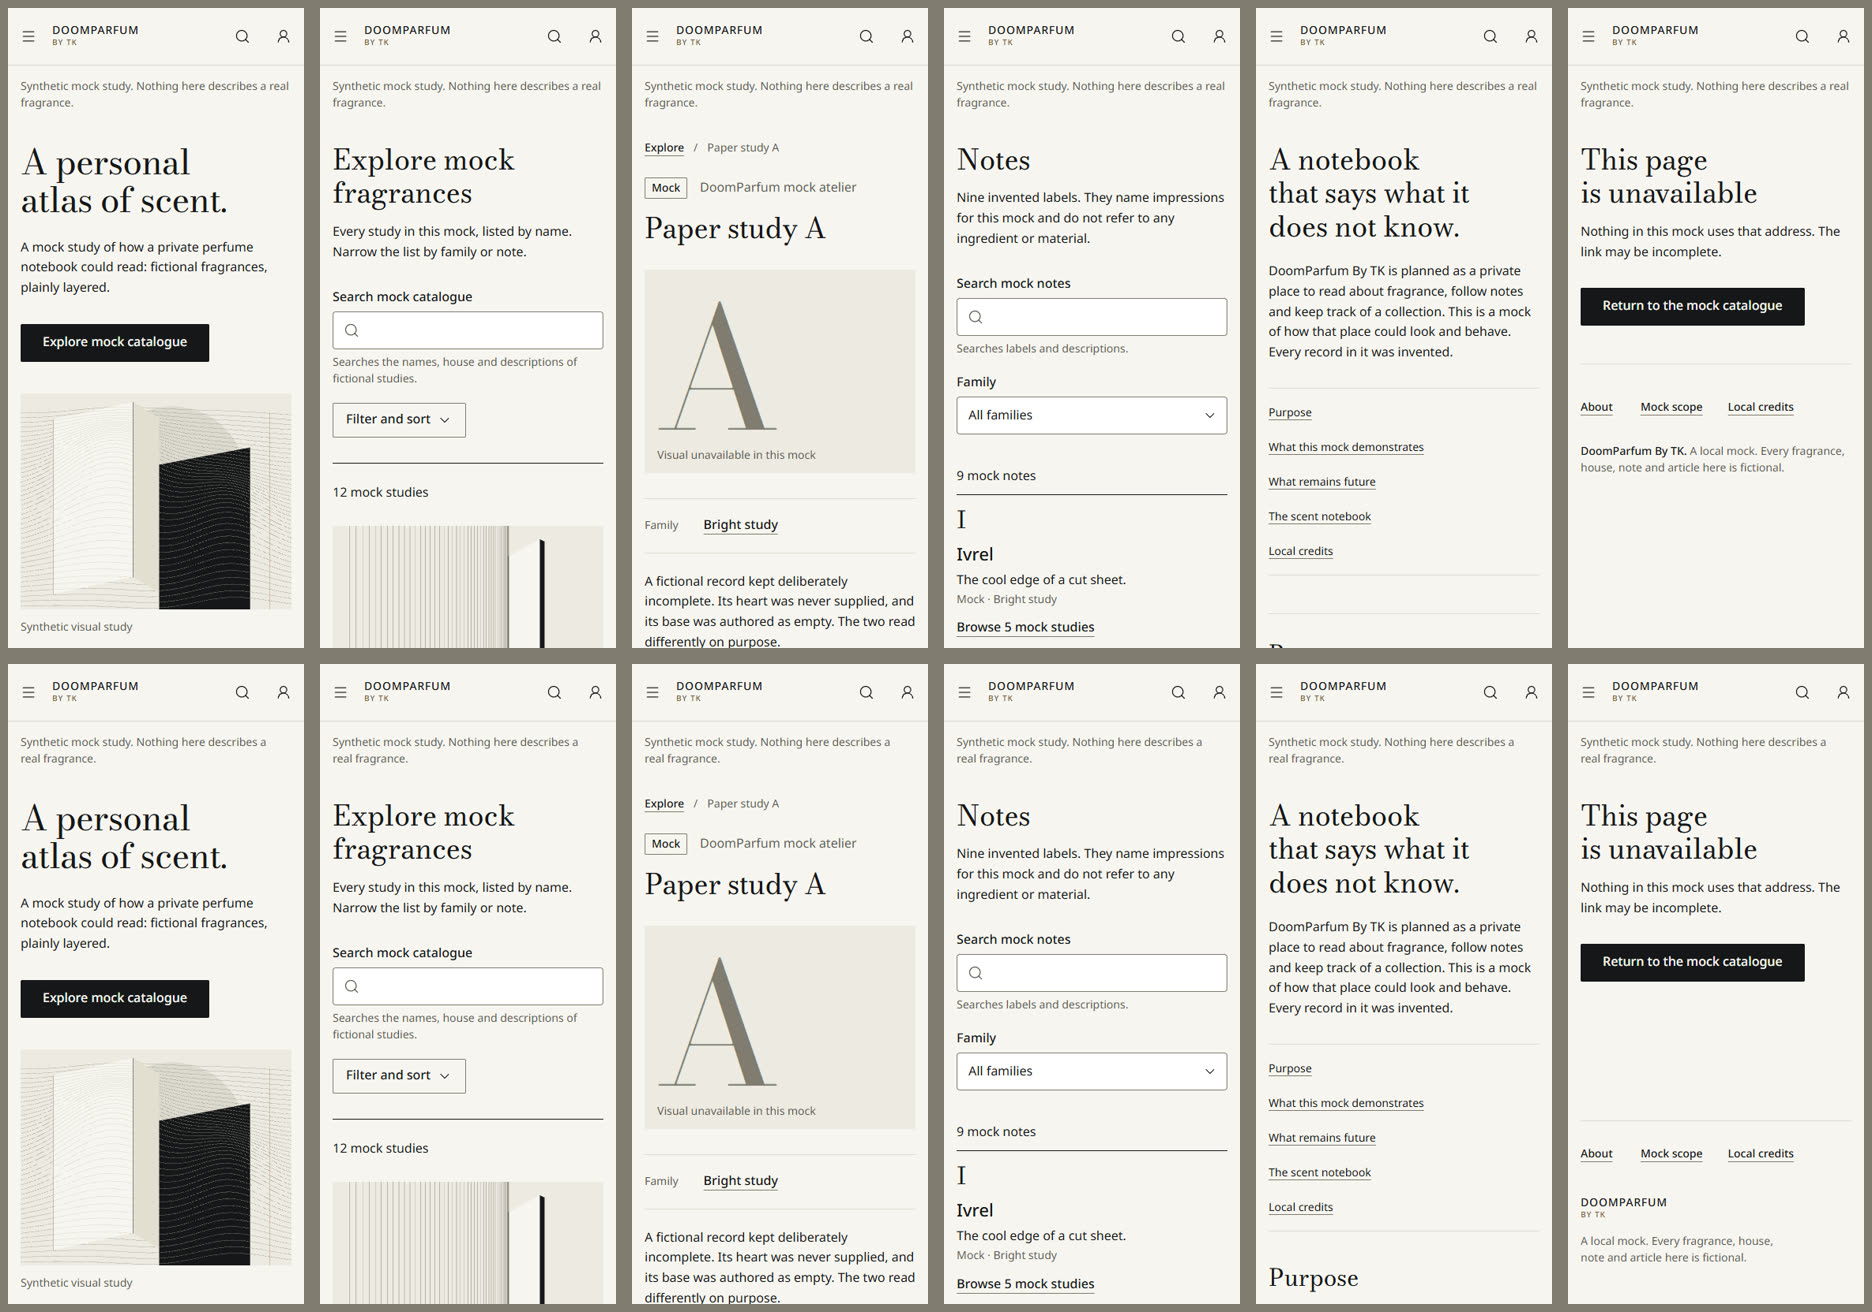 DOOMPARFUM
BY TK
Synthetic mock study. Nothing here describes a real
fragrance.
A personal
atlas of scent.
A mock study of how a private perfume
notebook could read: fictional fragrances,
plainly layered.
Explore mock catalogue
Synthetic visual study
DOOMPARFUM
BY TK
Synthetic mock study. Nothing here describes a real
fragrance.
Explore mock
fragrances
Every study in this mock, listed by name.
Narrow the list by family or note.
Search mock catalogue
Searches the names, house and descriptions of
fictional studies.
Filter and sort
12 mock studies
DOOMPARFUM
BY TK
Synthetic mock study. Nothing here describes a real
fragrance.
Explore / Paper study A
Mock DoomParfum mock atelier
Paper study A
A
Visual unavailable in this mock
Family Bright study
A fictional record kept deliberately
incomplete. Its heart was never supplied, and
its base was authored as empty. The two read
differently on purpose.
DOOMPARFUM
BY TK
Synthetic mock study. Nothing here describes a real
fragrance.
Notes
Nine invented labels. They name impressions
for this mock and do not refer to any
ingredient or material.
Search mock notes
Searches labels and descriptions.
Family
All families
9 mock notes
I
Ivrel
The cool edge of a cut sheet.
Mock · Bright study
Browse 5 mock studies
DOOMPARFUM
BY TK
Synthetic mock study. Nothing here describes a real
fragrance.
A notebook
that says what it
does not know.
DoomParfum By TK is planned as a private
place to read about fragrance, follow notes
and keep track of a collection. This is a mock
of how that place could look and behave.
Every record in it was invented.
Purpose
What this mock demonstrates
What remains future
The scent notebook
Local credits
DOOMPARFUM
BY TK
Synthetic mock study. Nothing here describes a real
fragrance.
This page
is unavailable
Nothing in this mock uses that address. The
link may be incomplete.
Return to the mock catalogue
About Mock scope Local credits
DoomParfum By TK. A local mock. Every fragrance,
house, note and article here is fictional.
DOOMPARFUM
BY TK
Synthetic mock study. Nothing here describes a
real fragrance.
A personal
atlas of scent.
A mock study of how a private perfume
notebook could read: fictional fragrances,
plainly layered.
Explore mock catalogue
Synthetic visual study
DOOMPARFUM
BY TK
Synthetic mock study. Nothing here describes a
real fragrance.
Explore mock
fragrances
Every study in this mock, listed by name.
Narrow the list by family or note.
Search mock catalogue
Searches the names, house and descriptions of
fictional studies.
Filter and sort
12 mock studies
DOOMPARFUM
BY TK
Synthetic mock study. Nothing here describes a
real fragrance.
Explore / Paper study A
Mock DoomParfum mock atelier
Paper study A
A
Visual unavailable in this mock
Family Bright study
A fictional record kept deliberately
incomplete. Its heart was never supplied, and
its base was authored as empty. The two read
differently on purpose.
DOOMPARFUM
BY TK
Synthetic mock study. Nothing here describes a
real fragrance.
Notes
Nine invented labels. They name impressions
for this mock and do not refer to any
ingredient or material.
Search mock notes
Searches labels and descriptions.
Family
All families
9 mock notes
I
Ivrel
The cool edge of a cut sheet.
Mock · Bright study
Browse 5 mock studies
DOOMPARFUM
BY TK
Synthetic mock study. Nothing here describes a
real fragrance.
A notebook
that says what it
does not know.
DoomParfum By TK is planned as a private
place to read about fragrance, follow notes
and keep track of a collection. This is a mock
of how that place could look and behave.
Every record in it was invented.
Purpose
What this mock demonstrates
What remains future
The scent notebook
Local credits
Purpose
DOOMPARFUM
BY TK
Synthetic mock study. Nothing here describes a
real fragrance.
This page
is unavailable
Nothing in this mock uses that address. The
link may be incomplete.
Return to the mock catalogue
About Mock scope Local credits
DOOMPARFUM
BY TK
A local mock. Every fragrance, house,
note and article here is fictional.